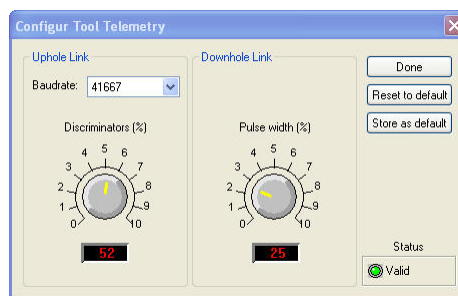 Configur Tool Telemetry
Uphole Link
Baudrate: 41667
Discriminators (%)
0 1 2 3 4 5 6 7 8 9 10
52
Downhole Link
Pulse width (%)
0 1 2 3 4 5 6 7 8 9 10
25
Done
Reset to default
Store as default
Status
Valid